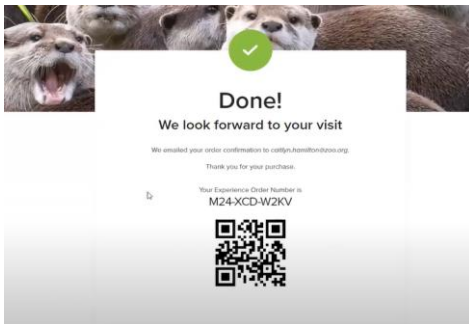 Done!
We look forward to your visit
We emailed your order confirmation to caitlyn.hamiltonzoo.org.
Thank you for your purchase.
Your Experience Order Number is
M24-XCD-W2KV